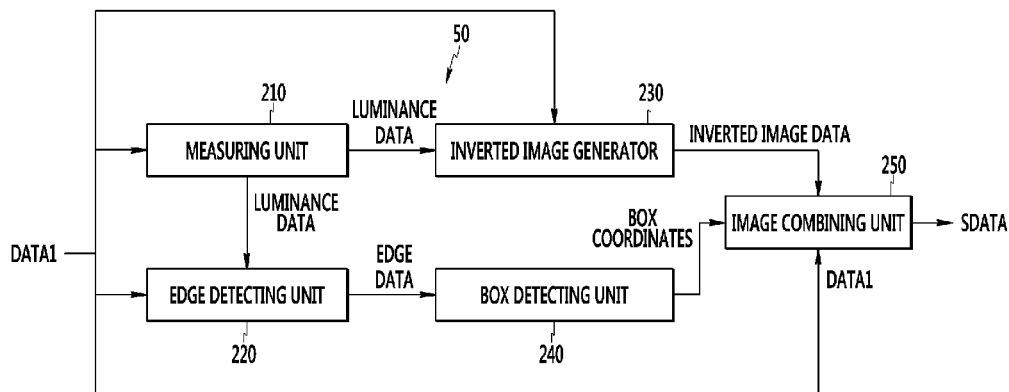 50
210
LUMINANCE
DATA
230
MEASURING UNIT
INVERTED IMAGE GENERATOR
INVERTED IMAGE DATA
250
LUMINANCE
DATA
BOX
COORDINATES
IMAGE COMBINING UNIT
SDATA
DATA1
EDGE
DATA
DATA1
EDGE DETECTING UNIT
BOX DETECTING UNIT
220
240